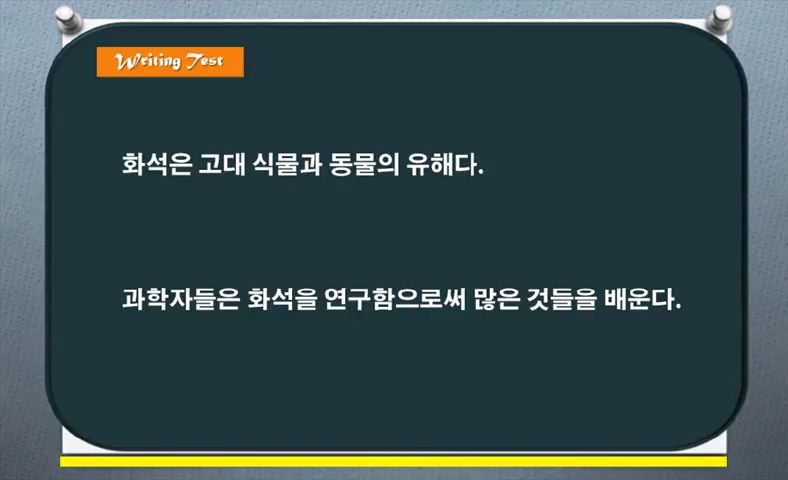 Writing Test
화석은 고대 식물과 동물의 유해다.
과학자들은 화석을 연구함으로써 많은 것들을 배운다.